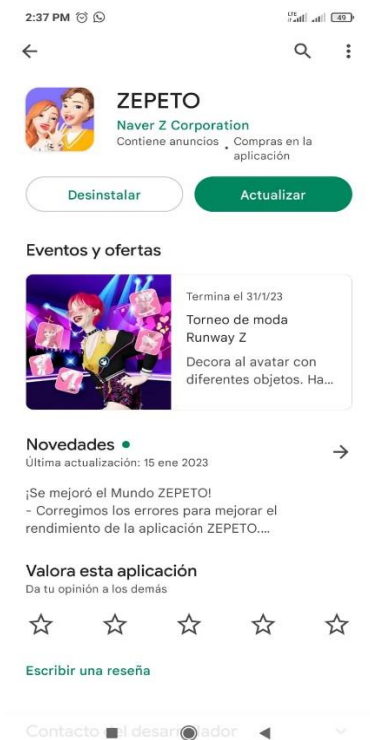 2:37 PM
LTE
49
ZEPETO
Naver Z Corporation
Contiene anuncios • Compras en la
aplicación
Desinstalar
Actualizar
Eventos y ofertas
Termina el 31/1/23
Torneo de moda
Runway Z
Decora al avatar con
diferentes objetos. Ha...
Novedades •
Última actualización: 15 ene 2023
¡Se mejoró el Mundo ZEPETO!
- Corregimos los errores para mejorar el
rendimiento de la aplicación ZEPETO....
Valora esta aplicación
Da tu opinión a los demás
Escribir una reseña
Contacto del desarrollador